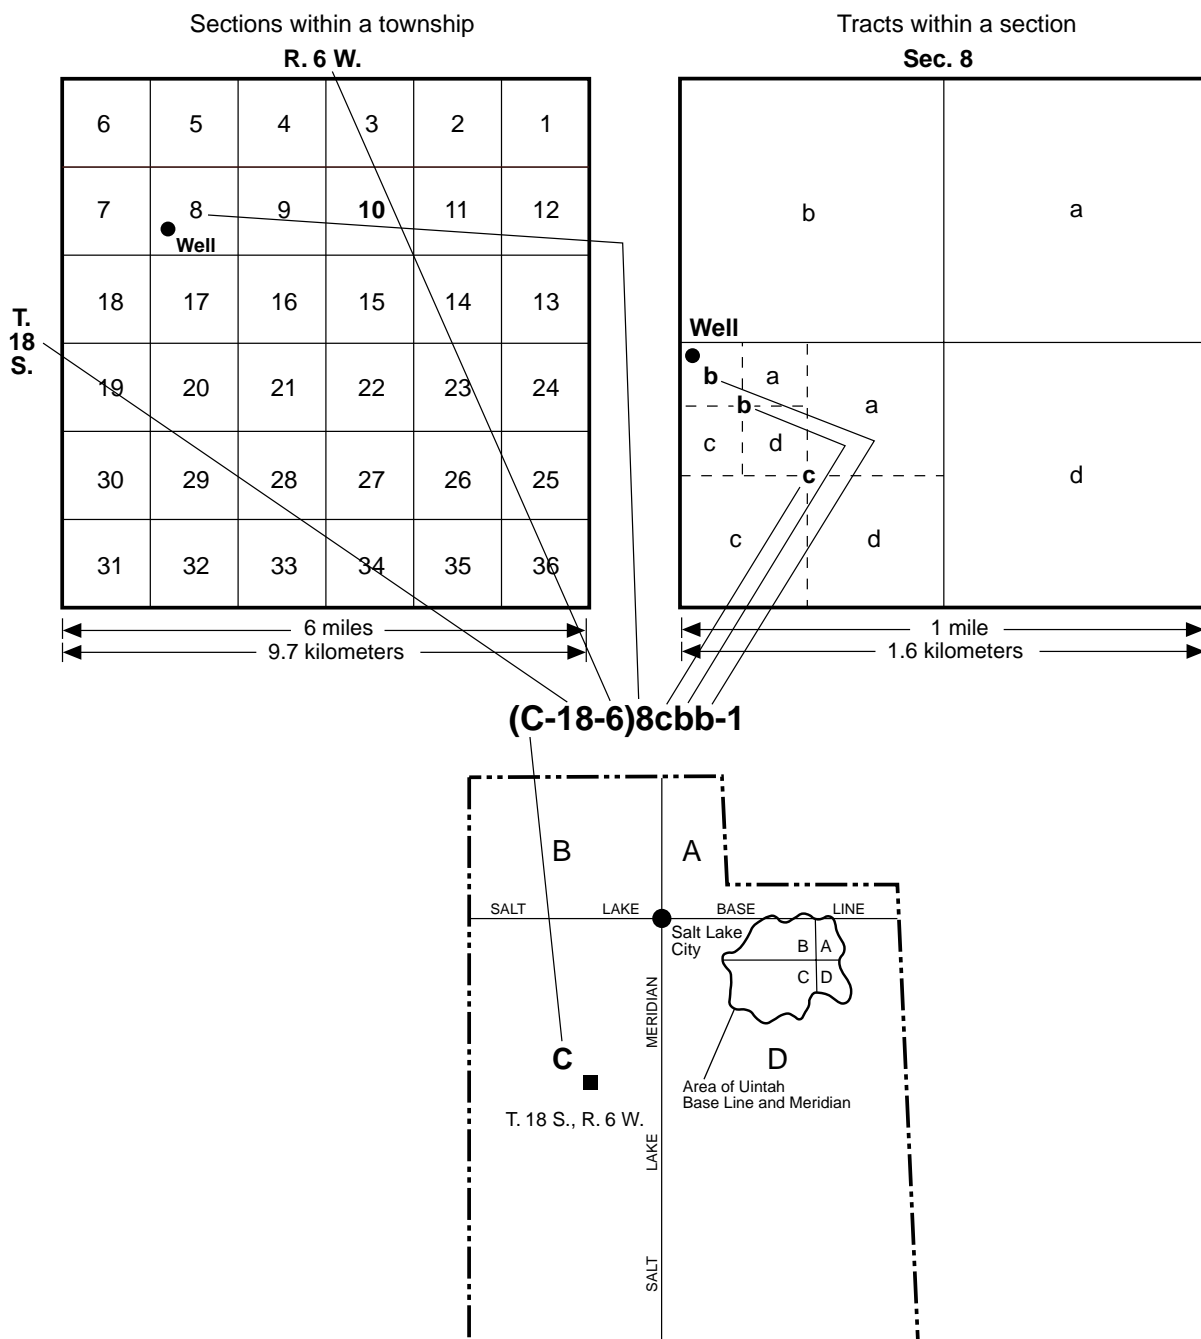 Sections within a township
R. 6 W.
6 5 4 3 2 1
7 8 9 10 11 12
Well
18 17 16 15 14 13
T.
18
S.
19 20 21 22 23 24
30 29 28 27 26 25
31 32 33 34 35 36
6 miles
9.7 kilometers
Tracts within a section
Sec. 8
b a
Well
b a
b a
c d
c d
c d
1 mile
1.6 kilometers
(C-18-6)8cbb-1
B A
SALT LAKE BASE LINE
Salt Lake
City
B A
C D
MERIDIAN
C
D
Area of Uintah
Base Line and Meridian
T. 18 S., R. 6 W.
LAKE
SALT